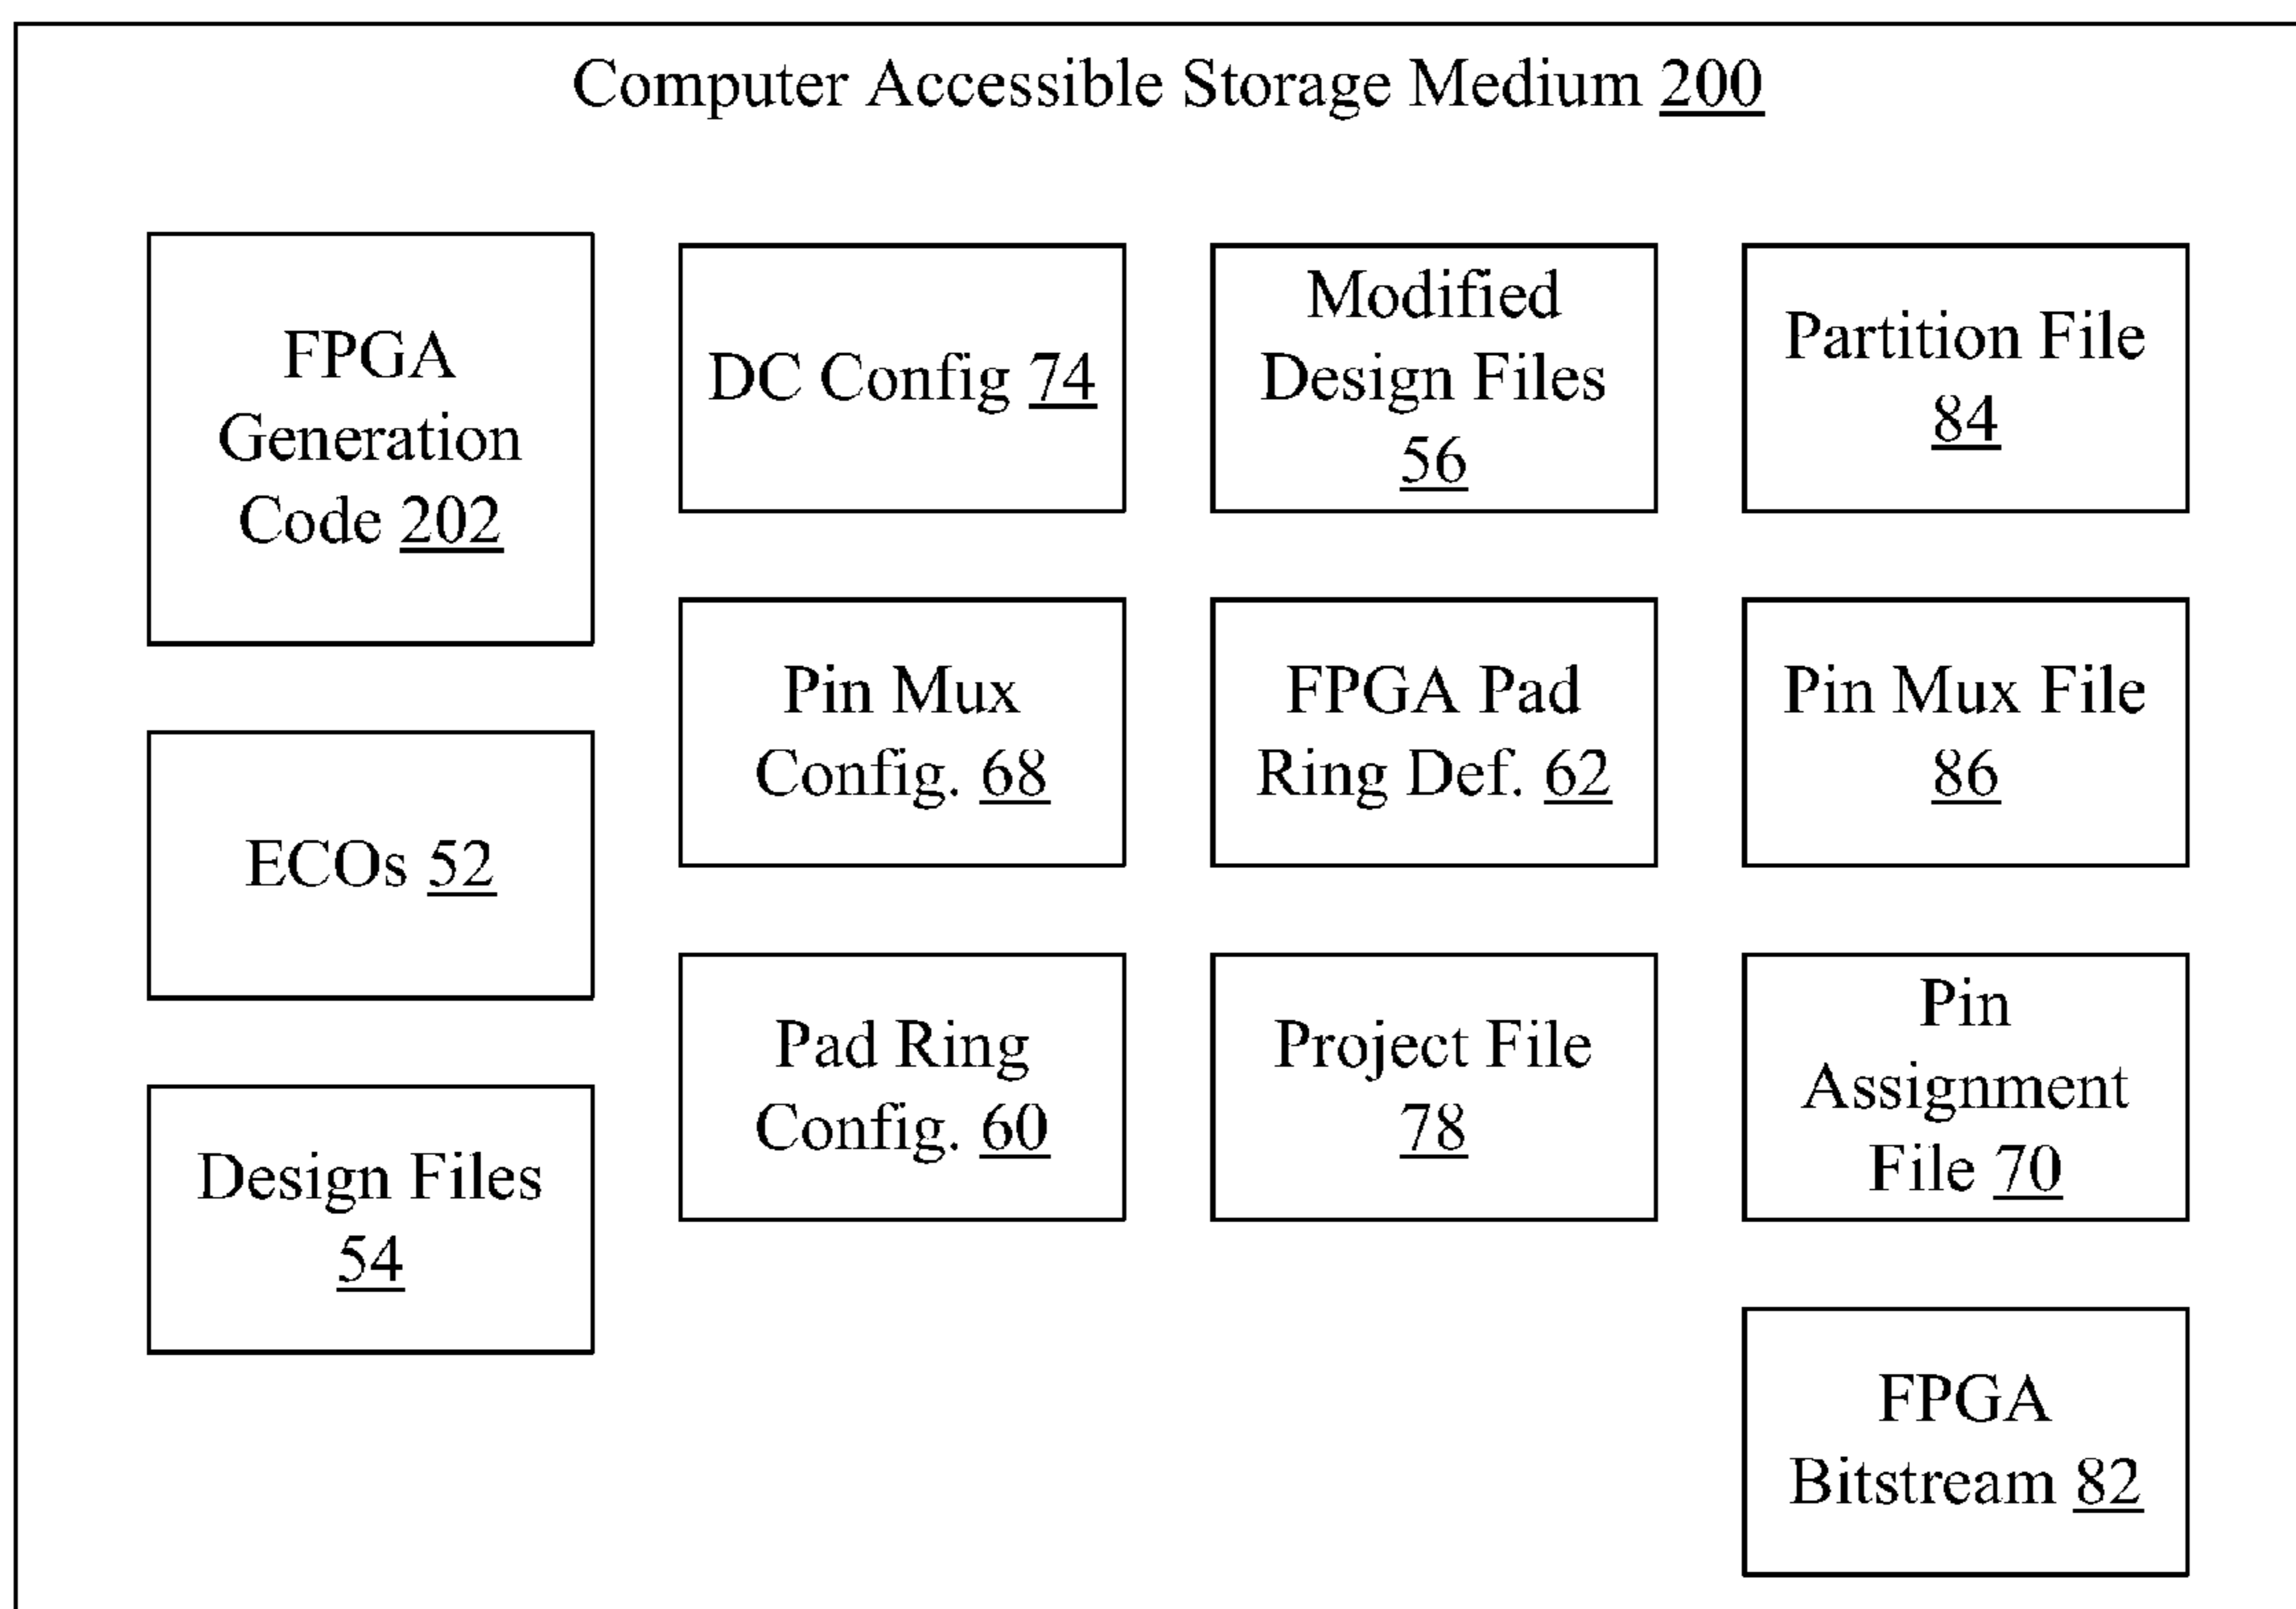 Computer Accessible Storage Medium 200
FPGA
Generation
Code 202
ECOs 52
Design Files
54
DC Config 74
Pin Mux
Config. 68
Pad Ring
Config. 60
Modified
Design Files
56
FPGA Pad
Ring Def. 62
Project File
78
Partition File
84
Pin Mux File
86
Pin
Assignment
File 70
FPGA
Bitstream 82